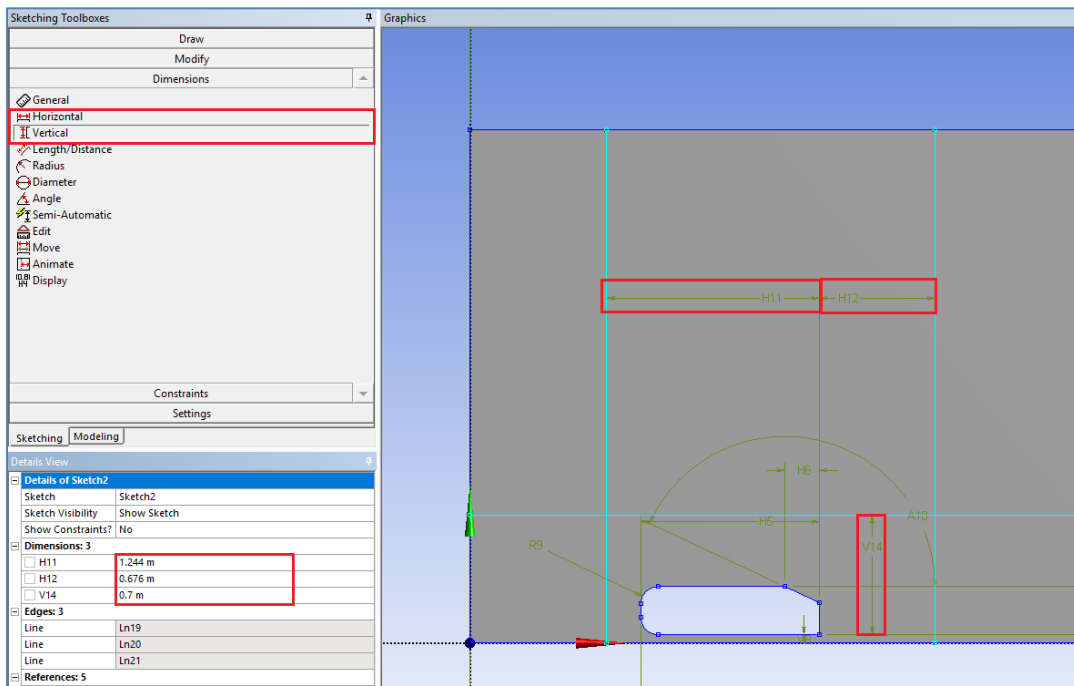 Sketching Toolboxes
Draw
Modify
Dimensions
General
Horizontal
Vertical
Length/Distance
Radius
Diameter
Angle
Semi-Automatic
Edit
Move
Animate
Display
Constraints
Settings
Sketching Modeling
Details View
Details of Sketch2
Sketch Sketch2
Sketch Visibility Show Sketch
Show Constraints? No
Dimensions: 3
H11 1.244 m
H12 0.676 m
V14 0.7 m
Edges: 3
Line Ln19
Line Ln20
Line Ln21
References: 5
Graphics
H11 H12
H6
H5
A10
R9
V14